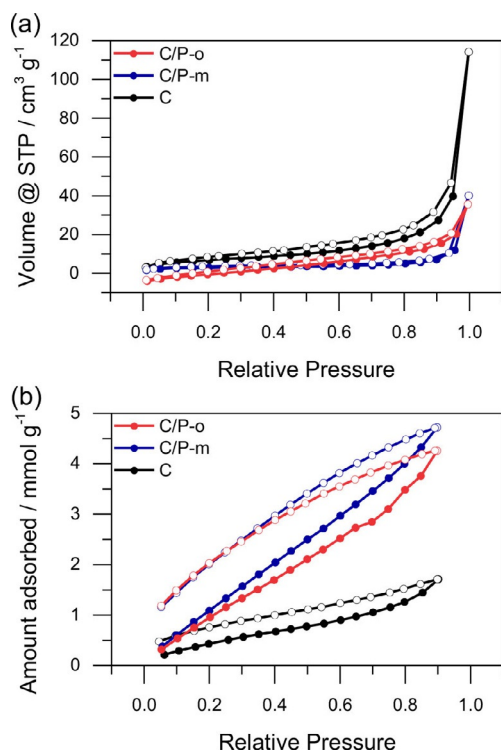 (a)
C/P-o
C/P-m
C
Volume @ STP / cm³ g⁻¹
120
100
80
60
40
20
0
0.0 0.2 0.4 0.6 0.8 1.0
Relative Pressure
(b)
C/P-o
C/P-m
C
Amount adsorbed / mmol g⁻¹
5
4
3
2
1
0
0.0 0.2 0.4 0.6 0.8 1.0
Relative Pressure